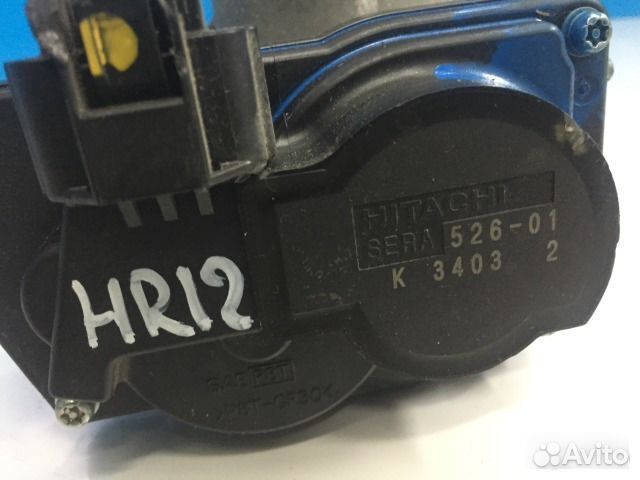 HITACHI
SERA 526-01
K 3403 2
HR12
Avito